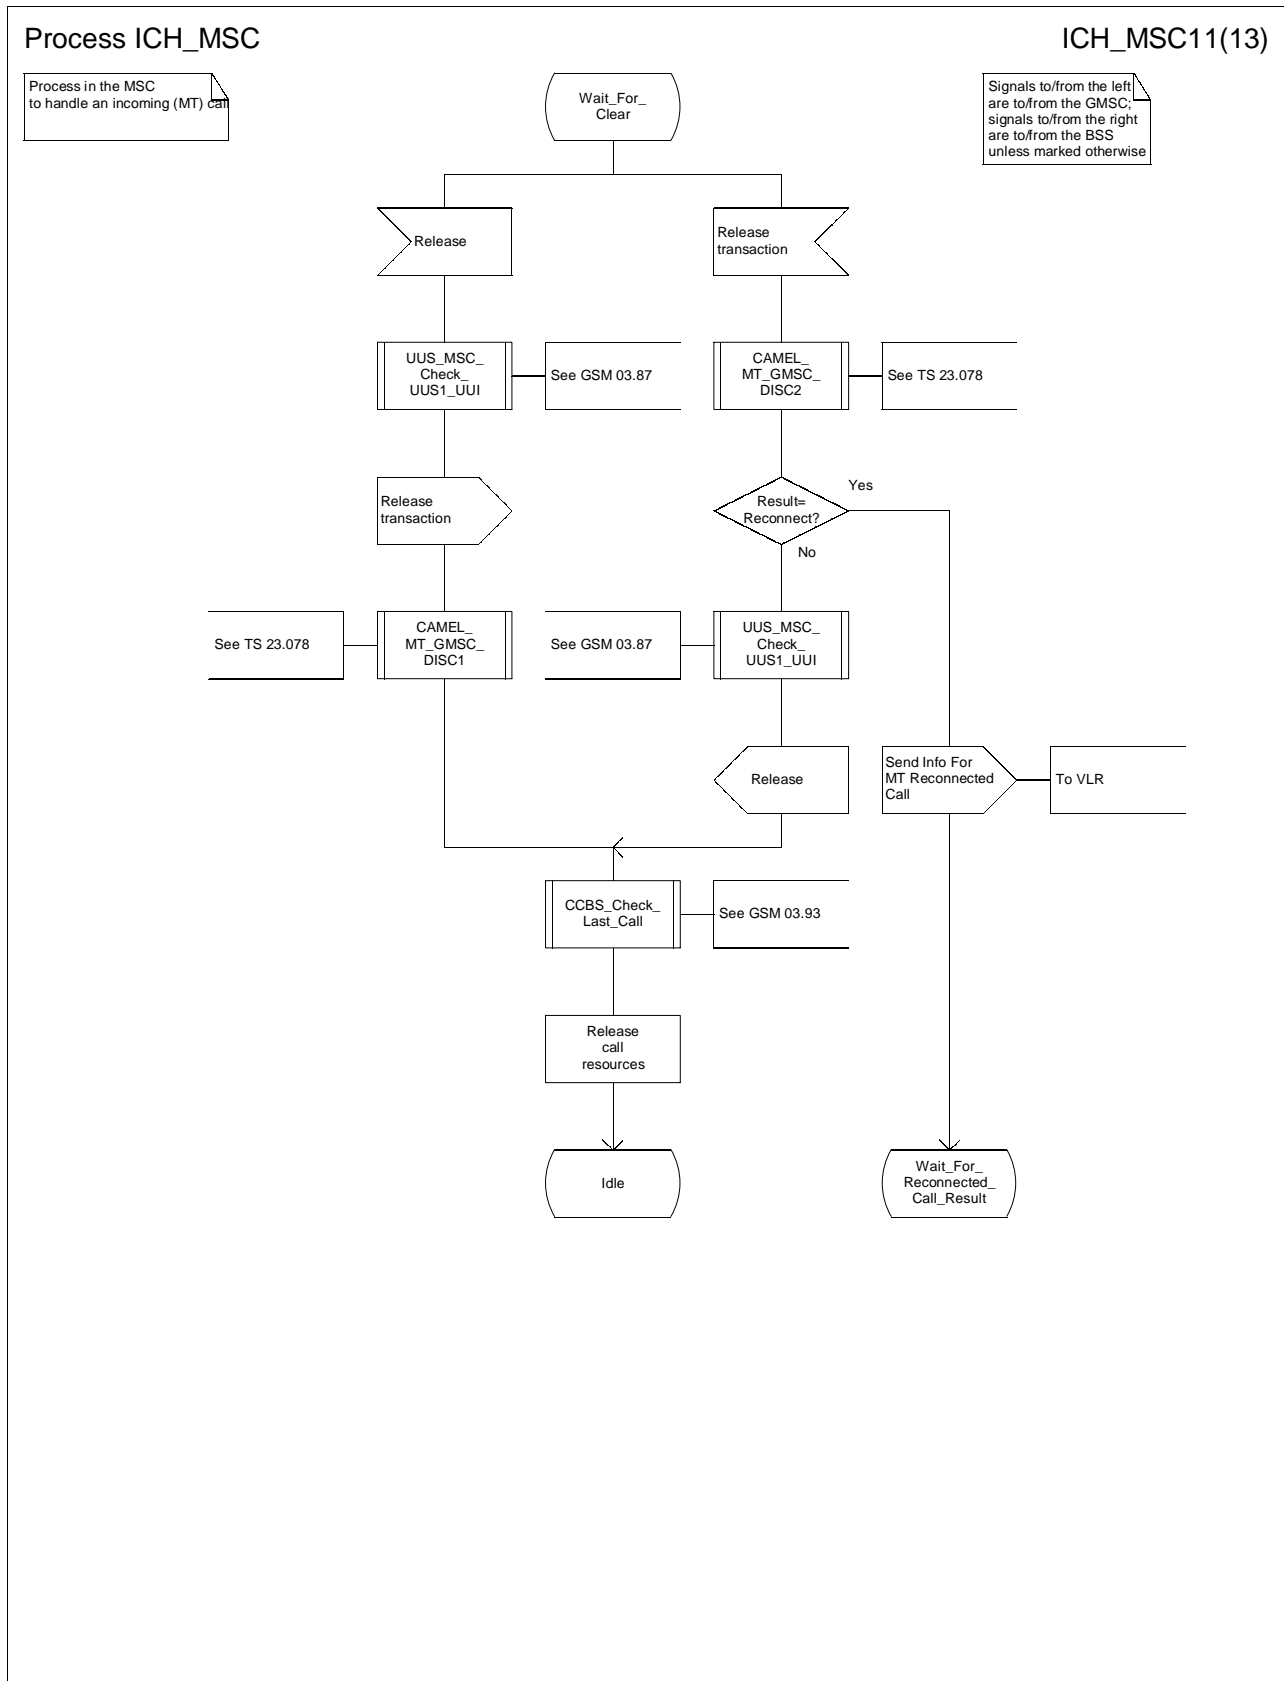 Process ICH_MSC
ICH_MSC11(13)
Process in the MSC
to handle an incoming (MT) call
Signals to/from the left
are to/from the GMSC;
signals to/from the right
are to/from the BSS
unless marked otherwise
Wait_For_
Clear
Release
Release
transaction
UUS_MSC_
Check_
UUS1_UUI
See GSM 03.87
CAMEL_
MT_GMSC_
DISC2
See TS 23.078
Release
transaction
Result=
Reconnect?
Yes
No
See TS 23.078
CAMEL_
MT_GMSC_
DISC1
See GSM 03.87
UUS_MSC_
Check_
UUS1_UUI
Release
Send Info For
MT Reconnected
Call
To VLR
CCBS_Check_
Last_Call
See GSM 03.93
Release
call
resources
Idle
Wait_For_
Reconnected_
Call_Result